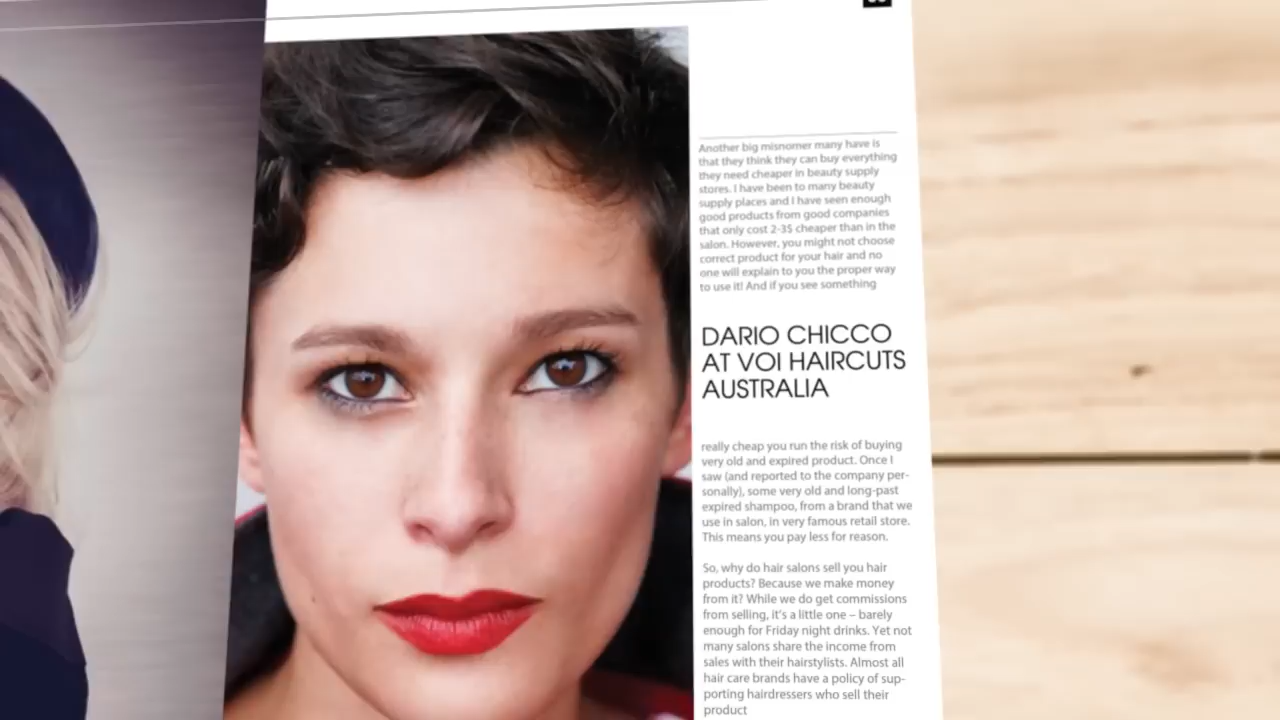 Another big misnomer many have is
that they think they can buy everything
they need cheaper in beauty supply
stores. I have been to many beauty
supply places and I have seen enough
good products from good companies
that only cost 2-3$ cheaper than in the
salon. However, you might not choose
correct product for your hair and no
one will explain to you the proper way
to use it! And if you see something
DARIO CHICCO
AT VOI HAIRCUTS
AUSTRALIA
really cheap you run the risk of buying
very old and expired product. Once I
saw (and reported to the company per-
sonally), some very old and long-past
expired shampoo, from a brand that we
use in salon, in very famous retail store.
This means you pay less for reason.
So, why do hair salons sell you hair
products? Because we make money
from it? While we do get commissions
from selling, it's a little one – barely
enough for Friday night drinks. Yet not
many salons share the income from
sales with their hairstylists. Almost all
hair care brands have a policy of sup-
porting hairdressers who sell their
product